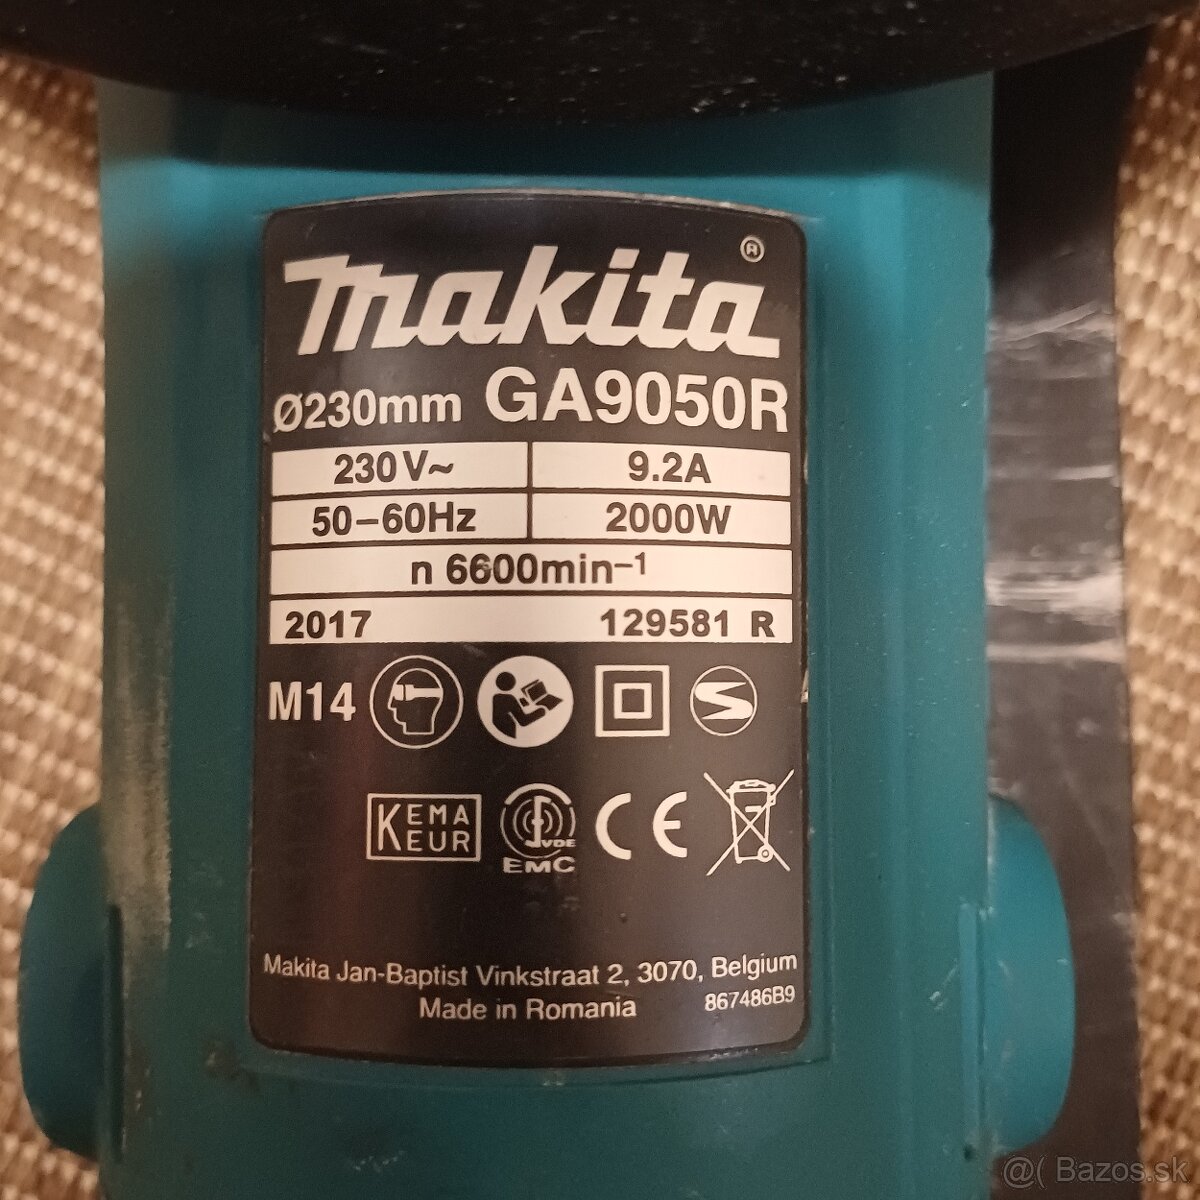 makita®
Ø230mm GA9050R
230V~ 9.2A
50-60Hz 2000W
n 6600min⁻¹
2017 129581 R
M14
KEMA
KEUR
VDE
EMC
CE
Makita Jan-Baptist Vinkstraat 2, 3070, Belgium
Made in Romania 867486B9
@( Bazos.sk